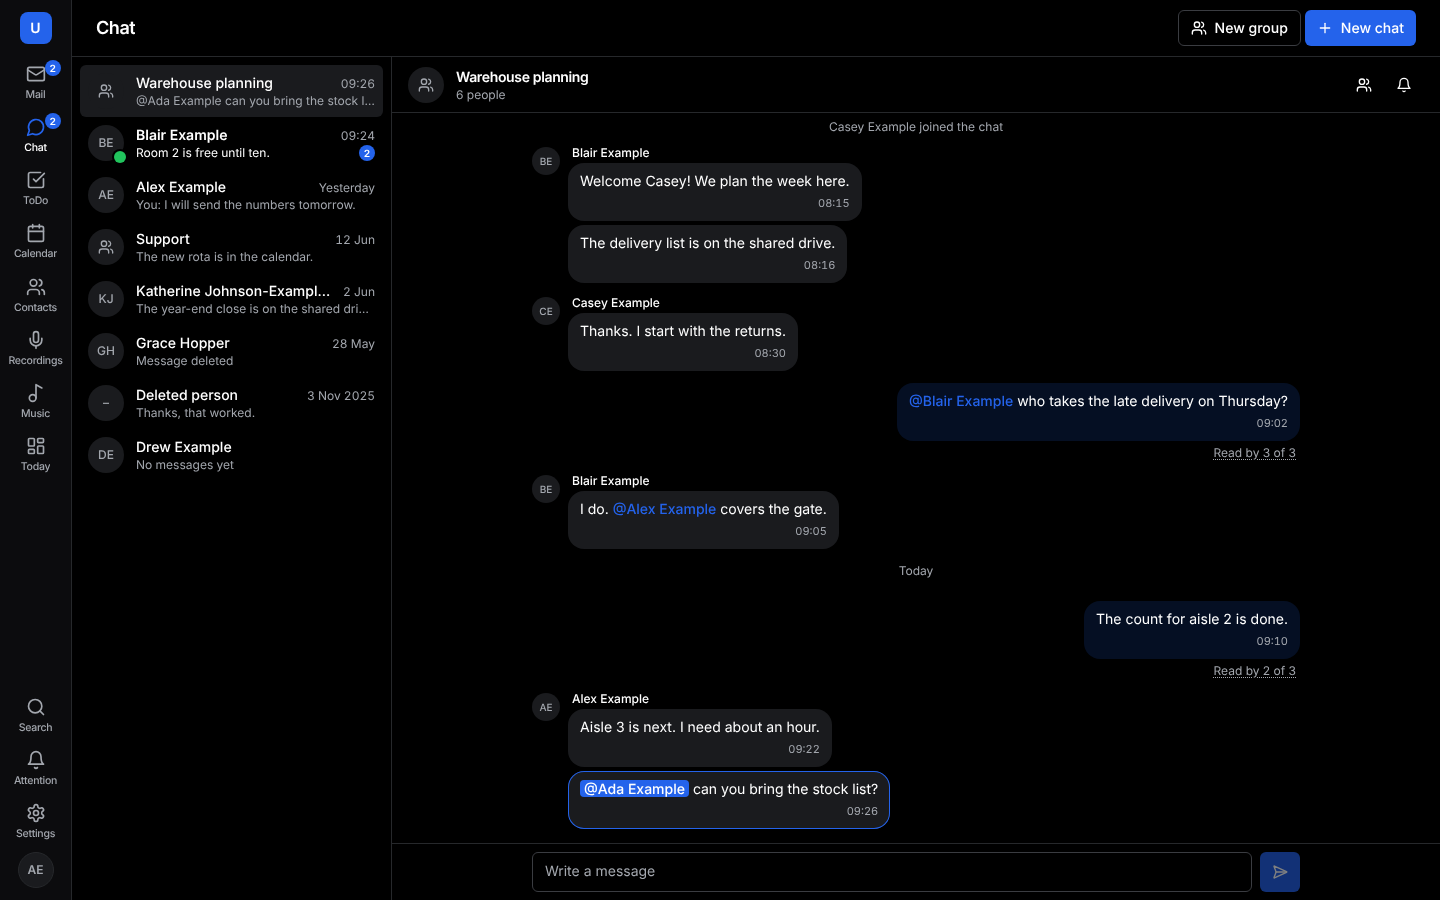 U
Chat
New group
New chat
2
Mail
2
Chat
ToDo
Calendar
Contacts
Recordings
Music
Today
Search
Attention
Settings
AE
Warehouse planning
09:26
@Ada Example can you bring the stock l...
BE
Blair Example
09:24
Room 2 is free until ten.
2
AE
Alex Example
Yesterday
You: I will send the numbers tomorrow.
Support
12 Jun
The new rota is in the calendar.
KJ
Katherine Johnson-Exampl...
2 Jun
The year-end close is on the shared dri...
GH
Grace Hopper
28 May
Message deleted
–
Deleted person
3 Nov 2025
Thanks, that worked.
DE
Drew Example
No messages yet
Warehouse planning
6 people
Casey Example joined the chat
BE
Blair Example
Welcome Casey! We plan the week here.
08:15
The delivery list is on the shared drive.
08:16
CE
Casey Example
Thanks. I start with the returns.
08:30
@Blair Example who takes the late delivery on Thursday?
09:02
Read by 3 of 3
BE
Blair Example
I do. @Alex Example covers the gate.
09:05
Today
The count for aisle 2 is done.
09:10
Read by 2 of 3
AE
Alex Example
Aisle 3 is next. I need about an hour.
09:22
@Ada Example can you bring the stock list?
09:26
Write a message